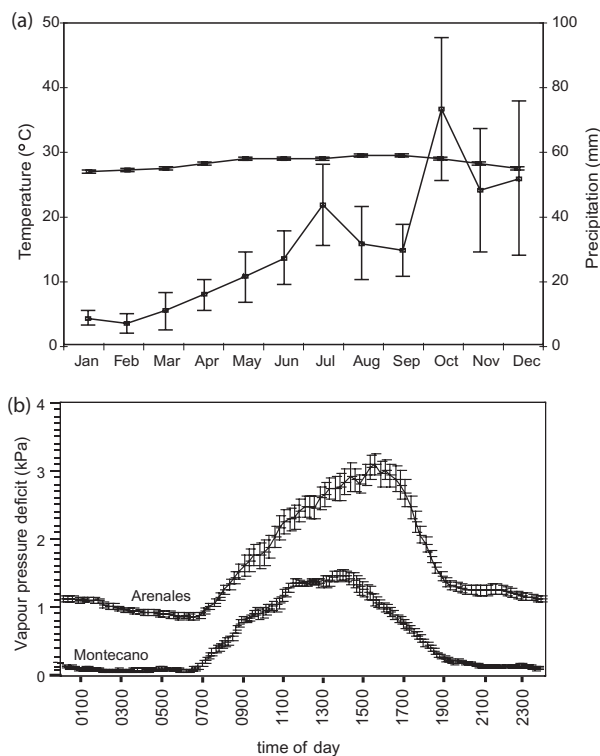 (a)
50
40
30
20
10
0
Temperature (°C)
100
80
60
40
20
0
Precipitation (mm)
Jan Feb Mar Apr May Jun Jul Aug Sep Oct Nov Dec
(b)
4
3
2
1
0
Vapour pressure deficit (kPa)
Arenales
Montecano
0100 0300 0500 0700 0900 1100 1300 1500 1700 1900 2100 2300
time of day